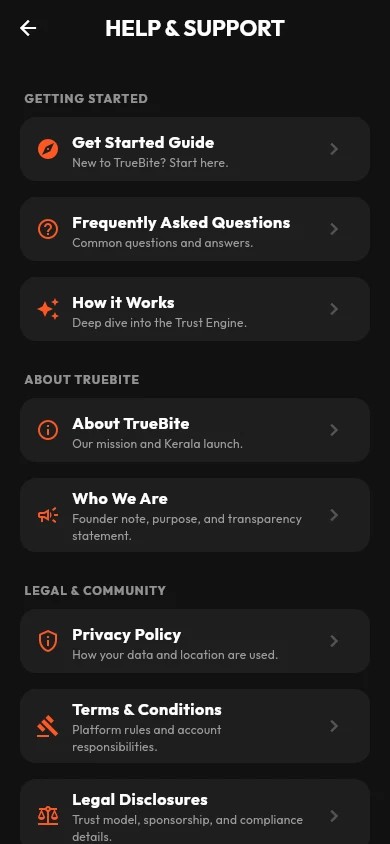 HELP & SUPPORT
GETTING STARTED
Get Started Guide
New to TrueBite? Start here.
Frequently Asked Questions
Common questions and answers.
How it Works
Deep dive into the Trust Engine.
ABOUT TRUEBITE
About TrueBite
Our mission and Kerala launch.
Who We Are
Founder note, purpose, and transparency
statement.
LEGAL & COMMUNITY
Privacy Policy
How your data and location are used.
Terms & Conditions
Platform rules and account
responsibilities.
Legal Disclosures
Trust model, sponsorship, and compliance
details.